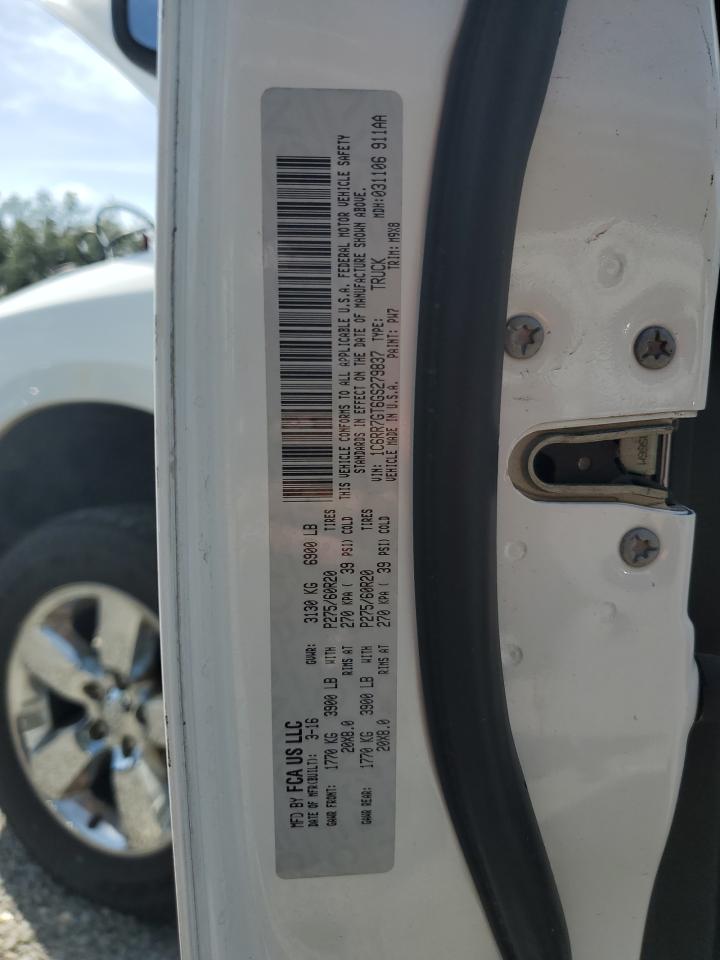 MFD BY FCA US LLC
DATE OF MFR(BUILT): 3-16 GVWR: 3130 KG 6900 LB
GAWR FRONT: 1770 KG 3900 LB WITH P275/60R20 TIRES
20X8.0 RIMS AT 270 KPA ( 39 PSI) COLD
GAWR REAR: 1770 KG 3900 LB WITH P275/60R20 TIRES
20X8.0 RIMS AT 270 KPA ( 39 PSI) COLD
THIS VEHICLE CONFORMS TO ALL APPLICABLE U.S.A. FEDERAL MOTOR VEHICLE SAFETY
STANDARDS IN EFFECT ON THE DATE OF MANUFACTURE SHOWN ABOVE.
VIN: 1C6RR7GT6GS279837 TYPE: TRUCK MDH:031106 911AA
VEHICLE MADE IN U.S.A. PAINT: PW7 TRIM: M9X8